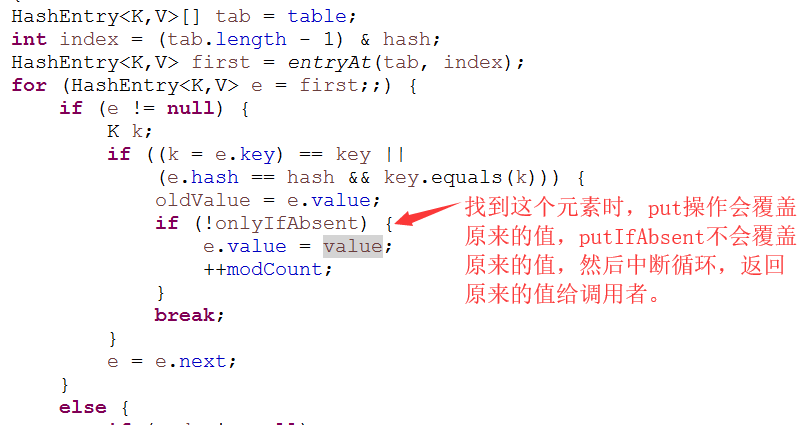 HashEntry<K,V>[] tab = table;
int index = (tab.length - 1) & hash;
HashEntry<K,V> first = entryAt(tab, index);
for (HashEntry<K,V> e = first;;) {
if (e != null) {
K k;
if ((k = e.key) == key ||
(e.hash == hash && key.equals(k))) {
oldValue = e.value;
if (!onlyIfAbsent) {
e.value = value;
++modCount;
}
break;
}
e = e.next;
}
else {
找到这个元素时，put操作会覆盖
原来的值，putIfAbsent不会覆盖
原来的值，然后中断循环，返回
原来的值给调用者。